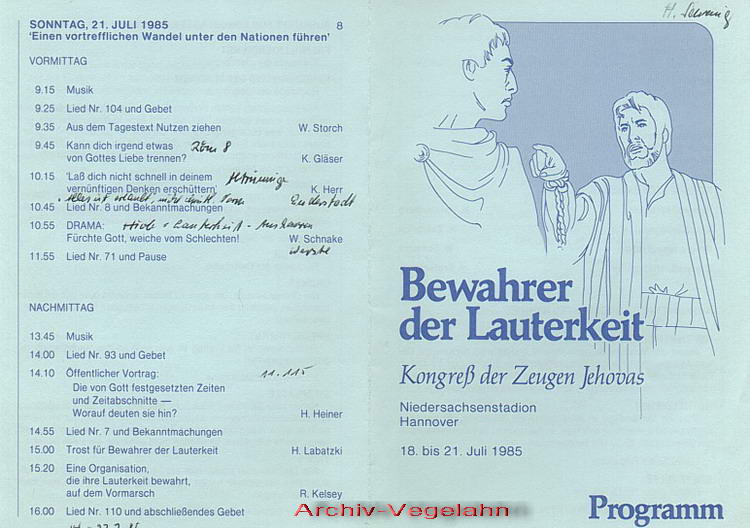 SONNTAG, 21. JULI 1985 8
'Einen vortrefflichen Wandel unter den Nationen führen'
VORMITTAG
9.15 Musik
9.25 Lied Nr. 104 und Gebet
9.35 Aus dem Tagestext Nutzen ziehen W. Storch
9.45 Kann dich irgend etwas Röm 8
von Gottes Liebe trennen? K. Gläser
10.15 'Laß dich nicht schnell in deinem
vernünftigen Denken erschüttern' K. Herr
10.45 Lied Nr. 8 und Bekanntmachungen
10.55 DRAMA:
Fürchte Gott, weiche vom Schlechten! W. Schnake
11.55 Lied Nr. 71 und Pause
NACHMITTAG
13.45 Musik
14.00 Lied Nr. 93 und Gebet
14.10 Öffentlicher Vortrag: 11.115
Die von Gott festgesetzten Zeiten
und Zeitabschnitte —
Worauf deuten sie hin? H. Heiner
14.55 Lied Nr. 7 und Bekanntmachungen
15.00 Trost für Bewahrer der Lauterkeit H. Labatzki
15.20 Eine Organisation,
die ihre Lauterkeit bewahrt,
auf dem Vormarsch R. Kelsey
16.00 Lied Nr. 110 und abschließendes Gebet
Bewahrer
der Lauterkeit
Kongreß der Zeugen Jehovas
Niedersachsenstadion
Hannover
18. bis 21. Juli 1985
Programm
Archiv-Vegelahn